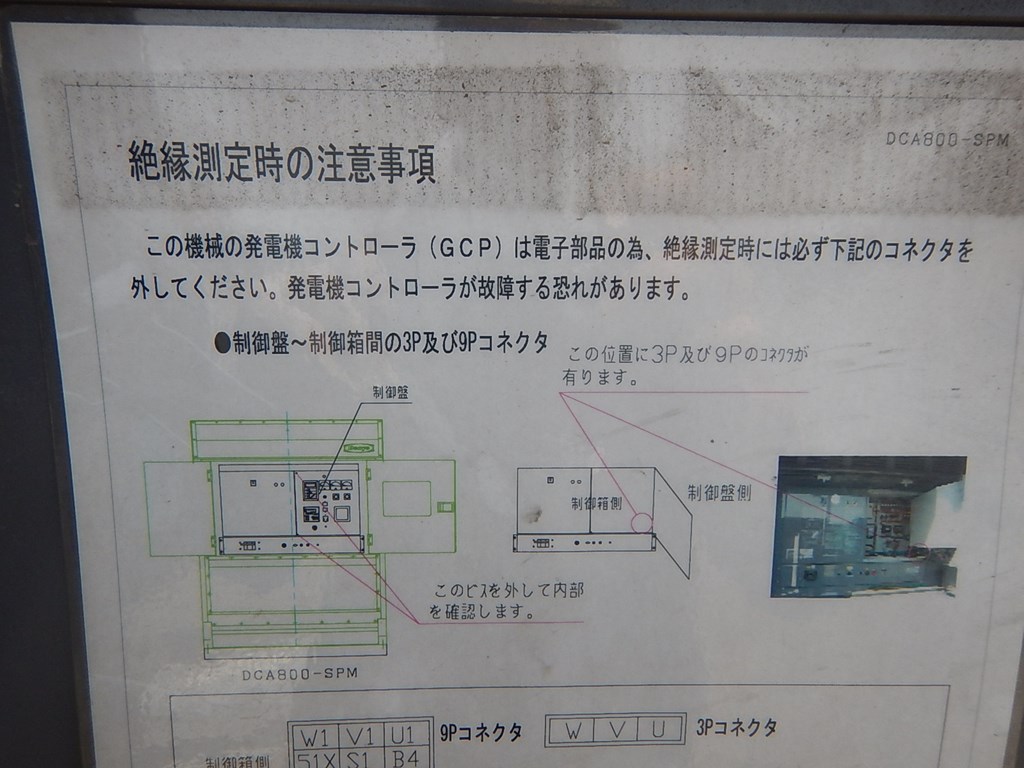 DCA800-SPM
絶縁測定時の注意事項
この機械の発電機コントローラ（GCP）は電子部品の為、絶縁測定時には必ず下記のコネクタを
外してください。発電機コントローラが故障する恐れがあります。
●制御盤～制御箱間の3P及び9Pコネクタ
この位置に3P及び9Pのｺﾈｸﾀが
有ります。
制御盤
制御箱側
制御盤側
このﾋﾞｽを外して内部
を確認します。
DCA800-SPM
W1 V1 U1
9Pコネクタ
W V U
3Pコネクタ
制御箱側
51X S1 B4